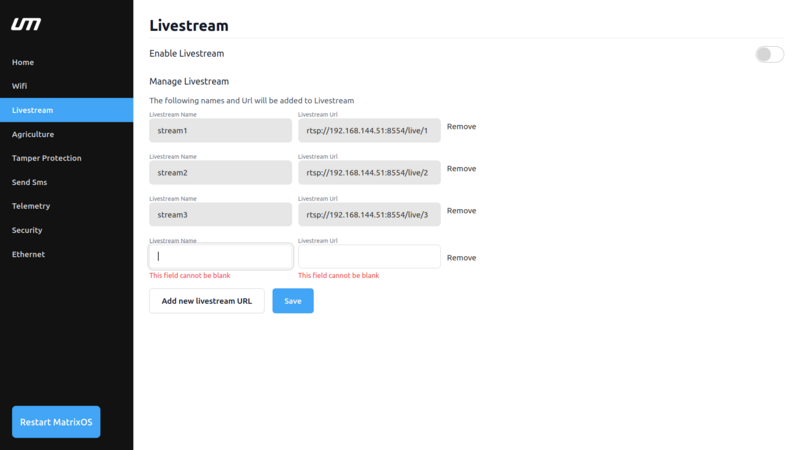 um
Home
Wifi
Livestream
Agriculture
Tamper Protection
Send Sms
Telemetry
Security
Ethernet
Restart MatrixOS
Livestream
Enable Livestream
Manage Livestream
The following names and Url will be added to Livestream
Livestream Name Livestream Url
stream1 rtsp://192.168.144.51:8554/live/1 Remove
Livestream Name Livestream Url
stream2 rtsp://192.168.144.51:8554/live/2 Remove
Livestream Name Livestream Url
stream3 rtsp://192.168.144.51:8554/live/3 Remove
Livestream Name Livestream Url
Remove
This field cannot be blank This field cannot be blank
Add new livestream URL Save